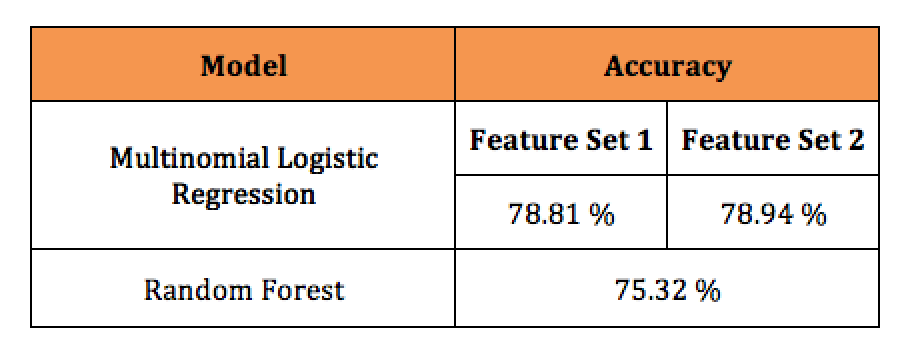 Model Accuracy
Multinomial Logistic
Regression
Feature Set 1 Feature Set 2
78.81 % 78.94 %
Random Forest 75.32 %